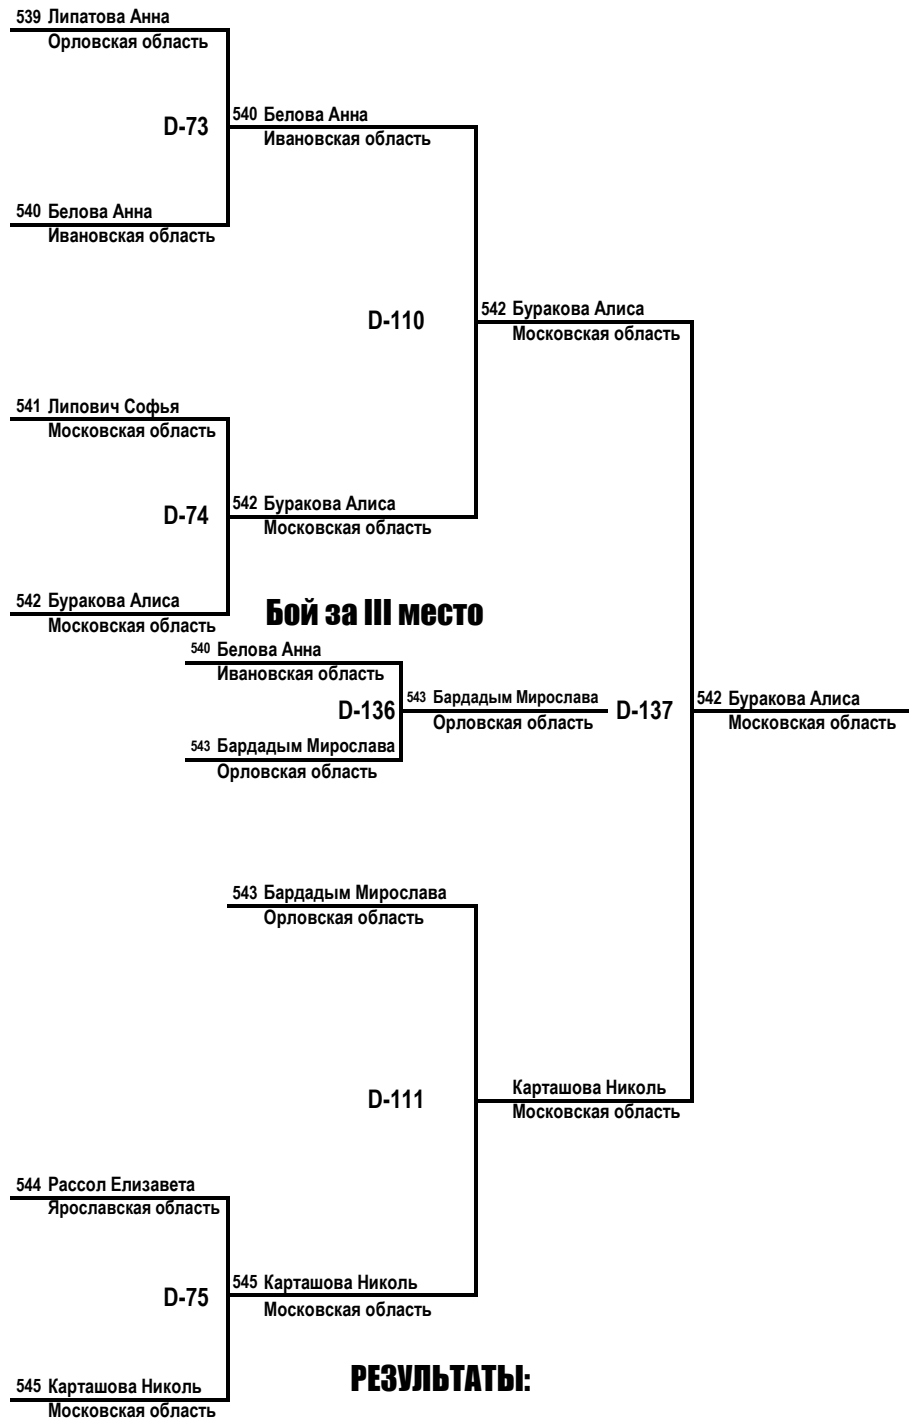 539 Липатова Анна
Орловская область
D-73
540 Белова Анна
Ивановская область
540 Белова Анна
Ивановская область
D-110
542 Буракова Алиса
Московская область
541 Липович Софья
Московская область
D-74
542 Буракова Алиса
Московская область
542 Буракова Алиса
Московская область
Бой за III место
540 Белова Анна
Ивановская область
D-136
543 Бардадым Мирослава
Орловская область
D-137
542 Буракова Алиса
Московская область
543 Бардадым Мирослава
Орловская область
543 Бардадым Мирослава
Орловская область
D-111
Карташова Николь
Московская область
544 Рассол Елизавета
Ярославская область
D-75
545 Карташова Николь
Московская область
545 Карташова Николь
Московская область
РЕЗУЛЬТАТЫ: